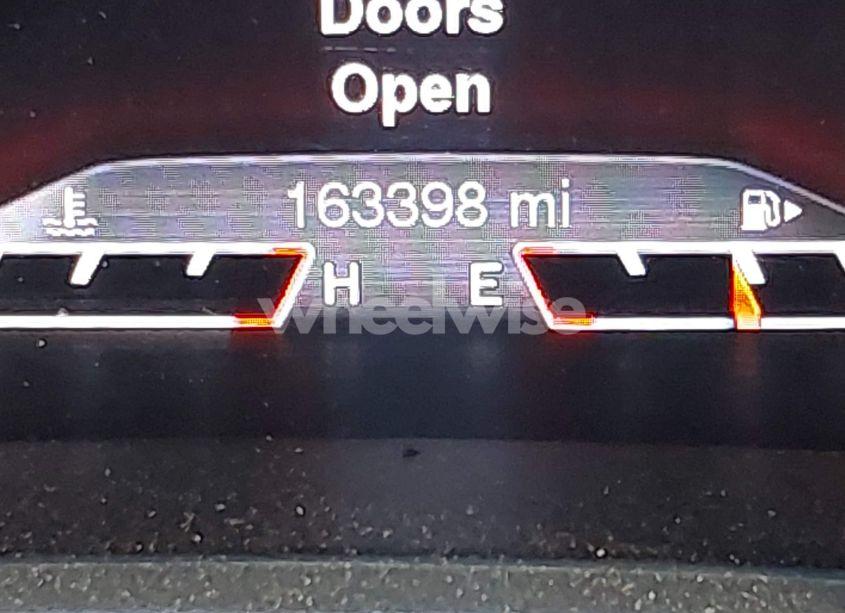 Doors
Open
163398 mi
H E
wheelwise